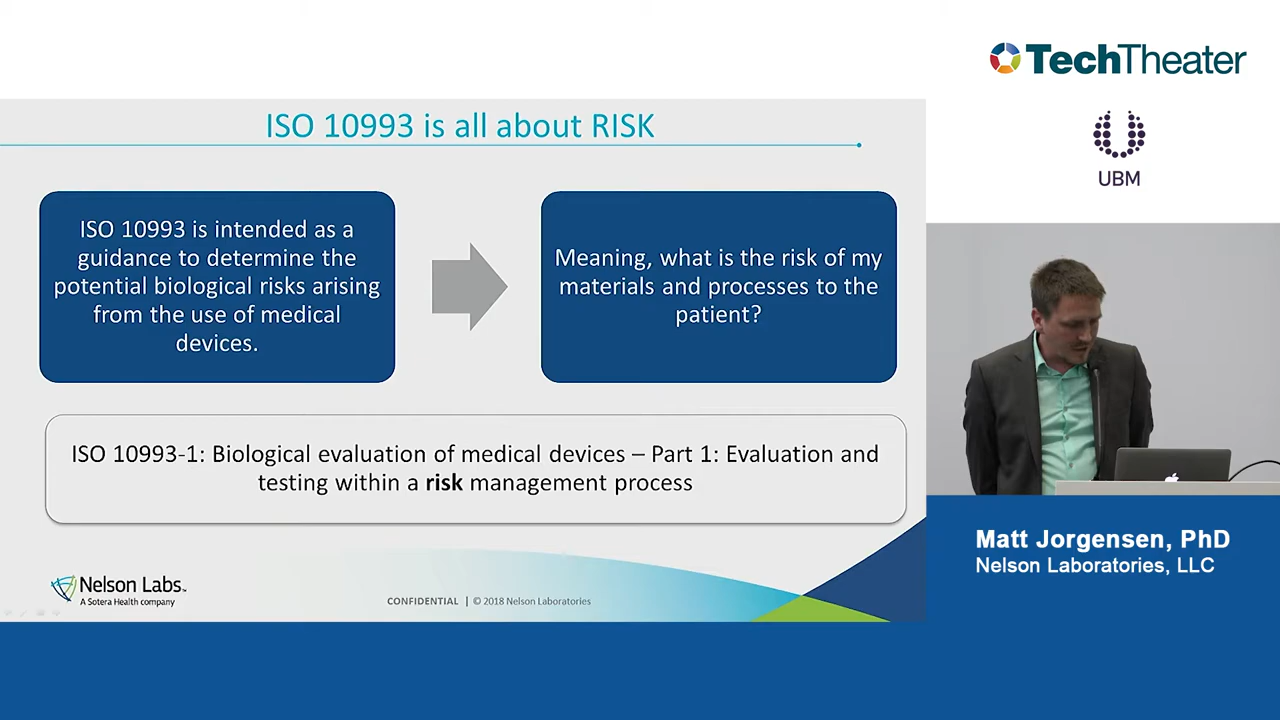 TechTheater
UBM
ISO 10993 is all about RISK
ISO 10993 is intended as a
guidance to determine the
potential biological risks arising
from the use of medical
devices.
Meaning, what is the risk of my
materials and processes to the
patient?
ISO 10993-1: Biological evaluation of medical devices – Part 1: Evaluation and
testing within a risk management process
Nelson Labs™
A Sotera Health company
CONFIDENTIAL | © 2018 Nelson Laboratories
Matt Jorgensen, PhD
Nelson Laboratories, LLC